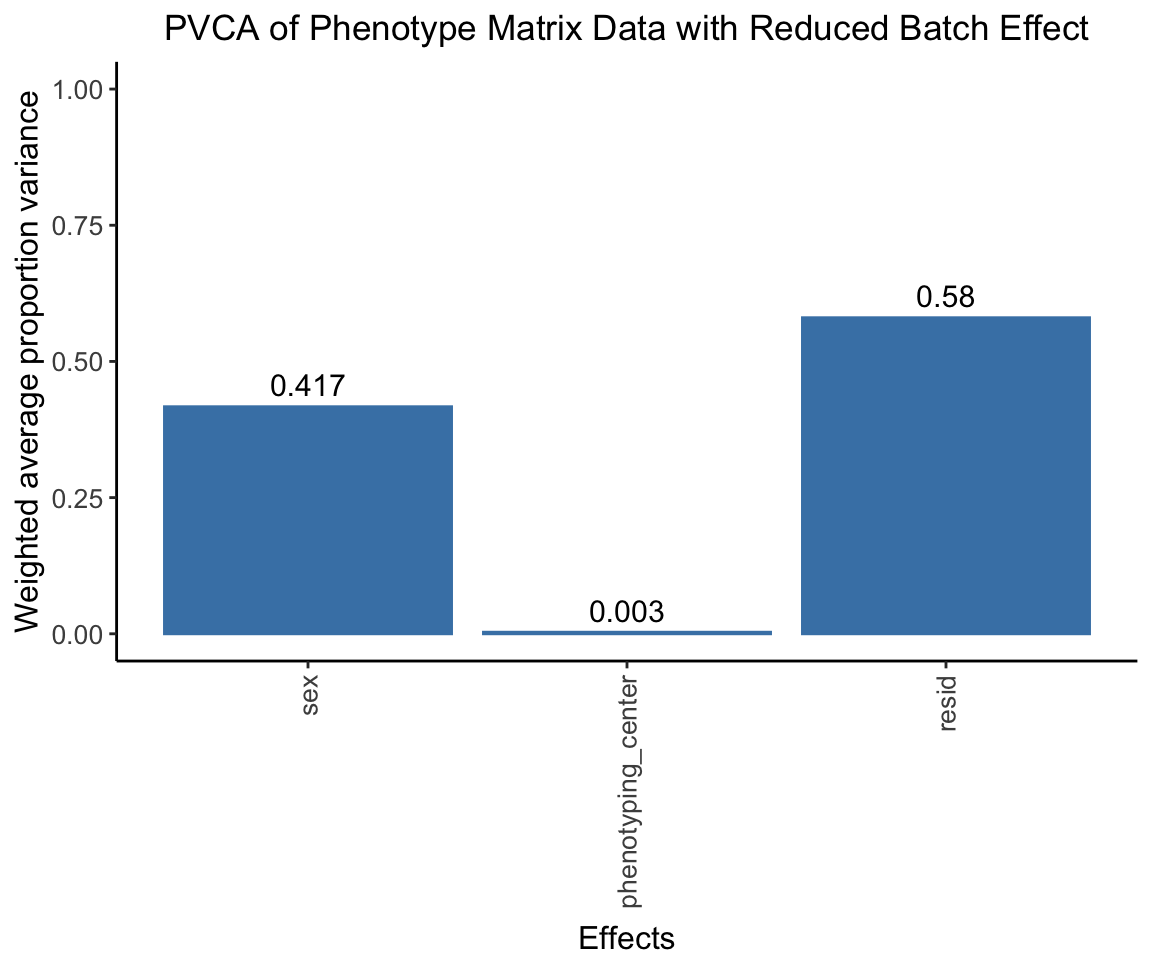 PVCA of Phenotype Matrix Data with Reduced Batch Effect
Weighted average proportion variance
1.00
0.75
0.50
0.25
0.00
0.417
0.003
0.58
sex
phenotyping_center
resid
Effects